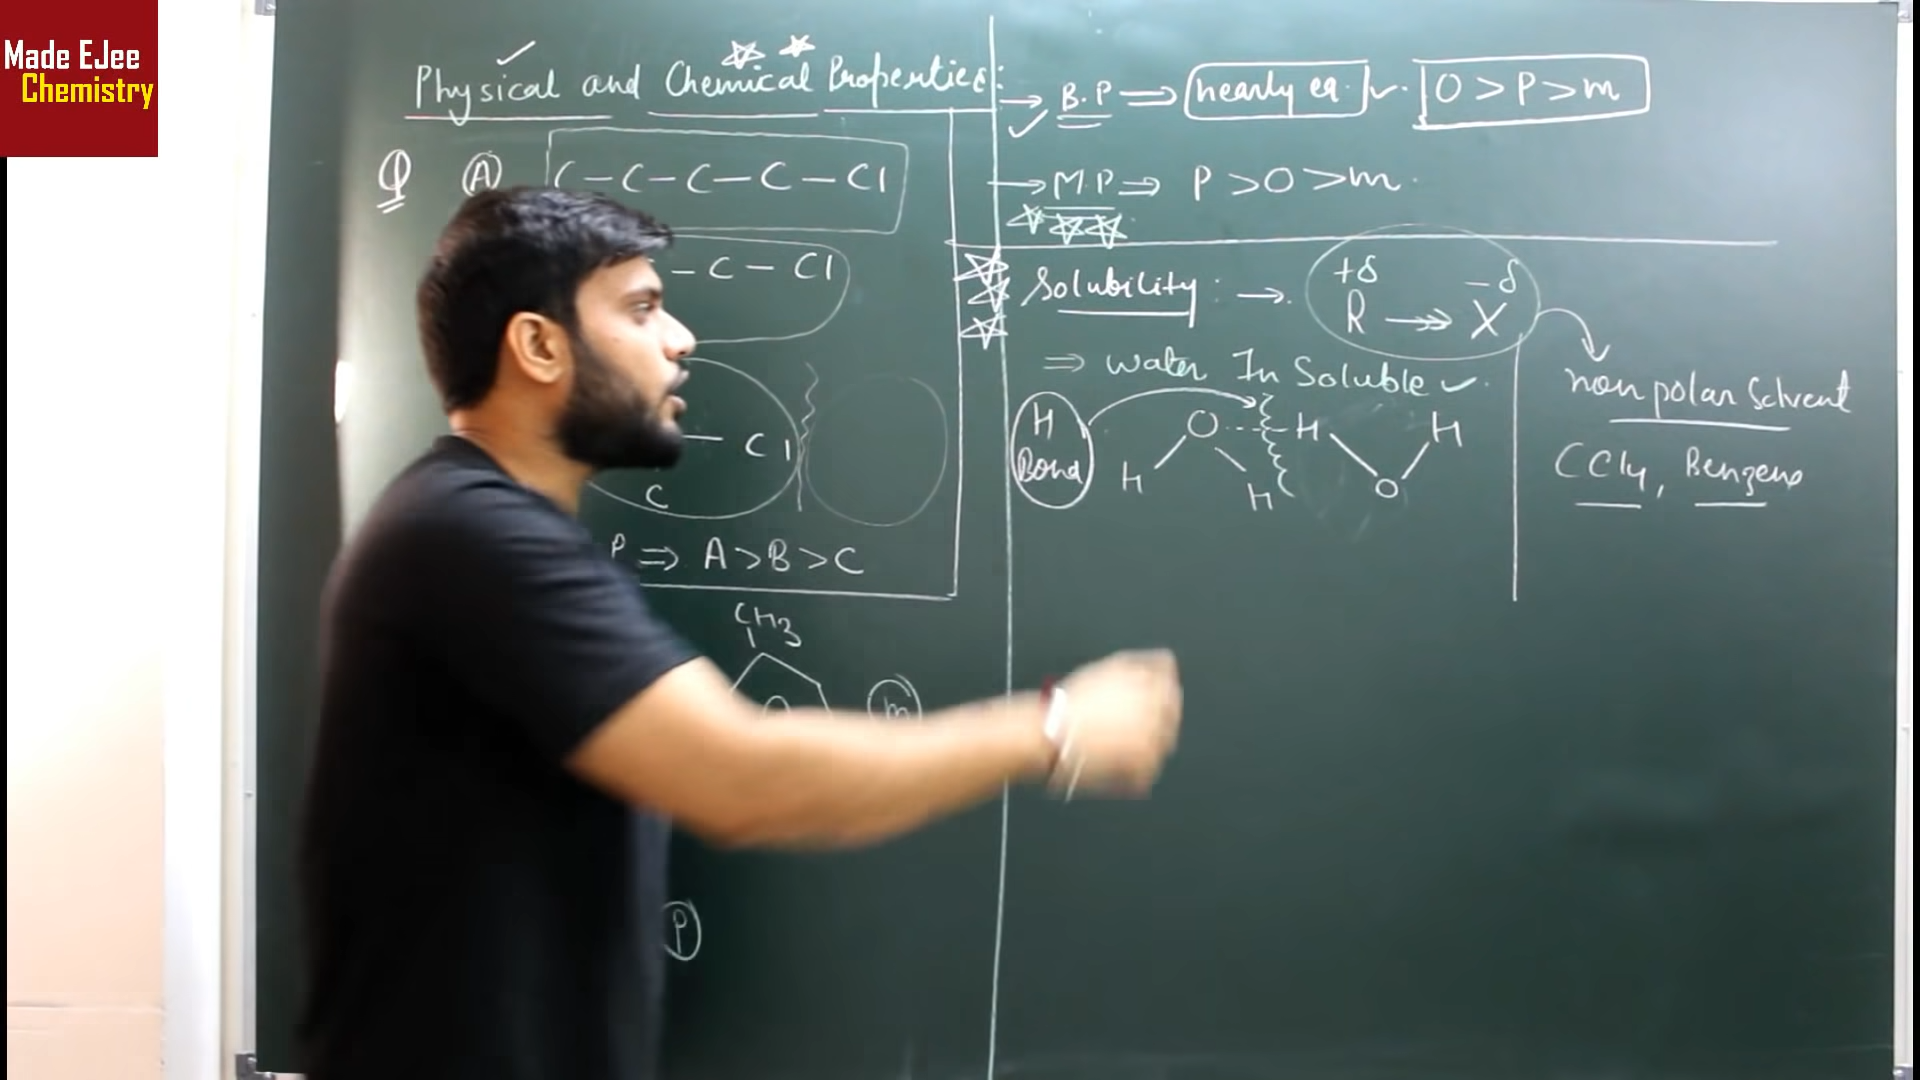 Made EJee
Chemistry
Physical and Chemical Properties:
Q A C-C-C-C-Cl
-C-Cl
- Cl
C
P ⇒ A>B>C
CH3
m
P
→ B.P ⇒ nearly eq. O>P>m
→ M.P ⇒ P>O>m.
Solubility: → +δ -δ
R →→ X
⇒ water In Soluble ✓.
H
Bond
O---H H
H H O
non polar Solvent
CCl4, Benzene